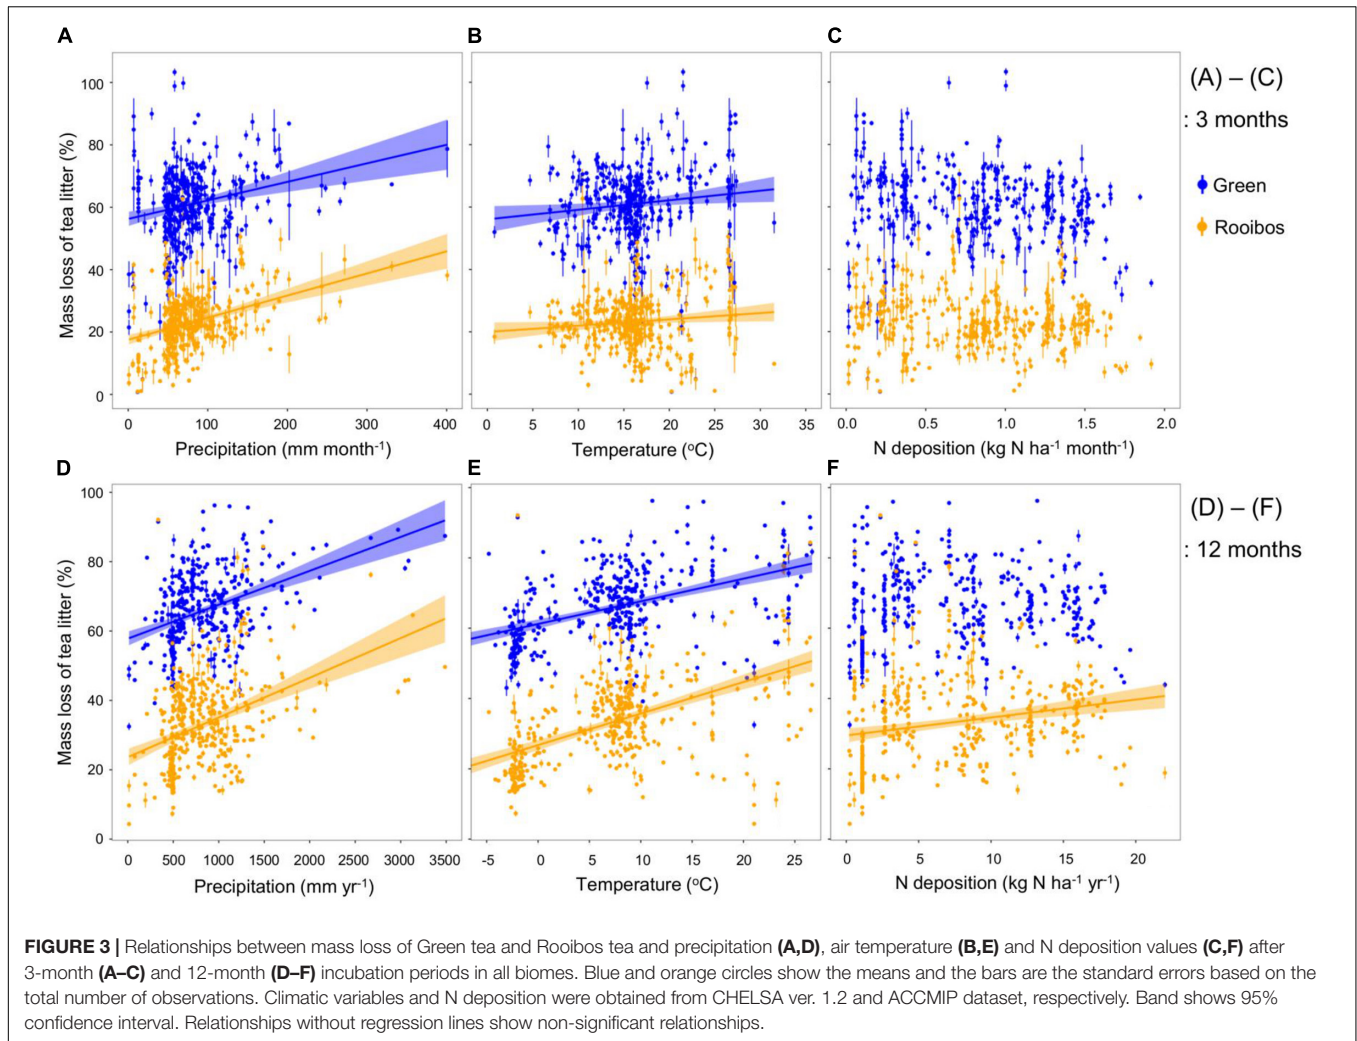 A
B
C
100
80
60
40
20
0
Mass loss of tea litter (%)
0
100
200
300
400
Precipitation (mm month-1)
0
5
10
15
20
25
30
35
Temperature (oC)
0.0
0.5
1.0
1.5
2.0
N deposition (kg N ha-1 month-1)
(A) – (C)
: 3 months
Green
Rooibos
D
E
F
100
80
60
40
20
0
Mass loss of tea litter (%)
0
500
1000
1500
2000
2500
3000
3500
Precipitation (mm yr-1)
-5
0
5
10
15
20
25
Temperature (oC)
0
5
10
15
20
N deposition (kg N ha-1 yr-1)
(D) – (F)
: 12 months
FIGURE 3 | Relationships between mass loss of Green tea and Rooibos tea and precipitation (A,D), air temperature (B,E) and N deposition values (C,F) after
3-month (A–C) and 12-month (D–F) incubation periods in all biomes. Blue and orange circles show the means and the bars are the standard errors based on the
total number of observations. Climatic variables and N deposition were obtained from CHELSA ver. 1.2 and ACCMIP dataset, respectively. Band shows 95%
confidence interval. Relationships without regression lines show non-significant relationships.